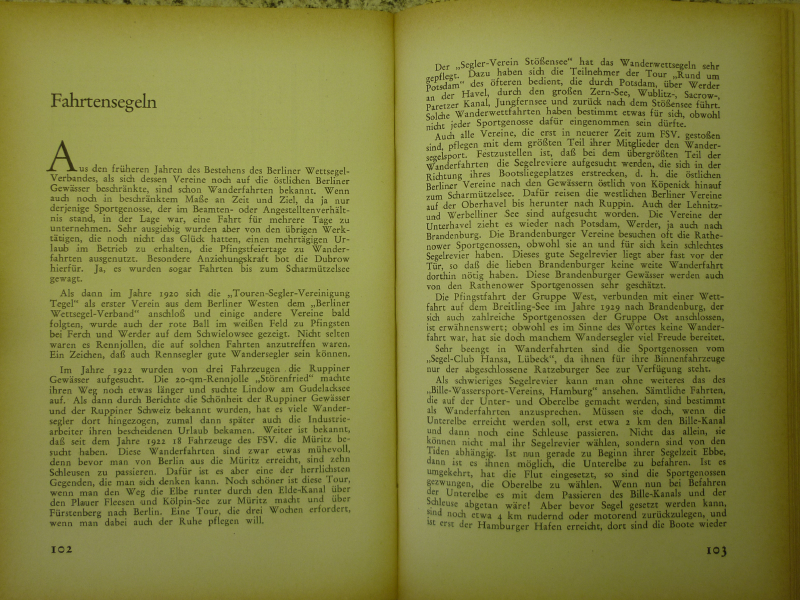 Fahrtensegeln
Aus den früheren Jahren des Bestehens des Berliner Wettsegel-
Verbandes, als sich dessen Vereine noch auf die östlichen Berliner
Gewässer beschränkte, sind schon Wanderfahrten bekannt. Wenn
auch noch in beschränktem Maße an Zeit und Ziel, da ja nur
derjenige Sportgenosse, der im Beamten- oder Angestelltenverhält-
nis stand, in der Lage war, eine Fahrt für mehrere Tage zu
unternehmen. Sehr ausgiebig wurden aber von den übrigen Werk-
tätigen, die noch nicht das Glück hatten, einen mehrtägigen Ur-
laub im Betrieb zu erhalten, die Pfingstfeiertage zu Wander-
fahrten ausgenutzt. Besondere Anziehungskraft bot die Dubrow
hierfür. Ja, es wurden sogar Fahrten bis zum Scharmützelsee
gewagt.
Als dann im Jahre 1920 sich die „Touren-Segler-Vereinigung
Tegel“ als erster Verein aus dem Berliner Westen dem „Berliner
Wettsegel-Verband“ anschloß und einige andere Vereine bald
folgten, wurde auch der rote Ball im weißen Feld zu Pfingsten
bei Ferch und Werder auf dem Schwielowsee gezeigt. Nicht selten
waren es Rennjollen, die auf solchen Fahrten anzutreffen waren.
Ein Zeichen, daß auch Rennsegler gute Wandersegler sein können.
Im Jahre 1922 wurden von drei Fahrzeugen die Ruppiner
Gewässer aufgesucht. Die 20-qm-Rennjolle „Störenfried“ machte
ihren Weg noch etwas länger und suchte Lindow am Gudelacksee
auf. Als dann durch Berichte die Schönheit der Ruppiner Gewässer
und der Ruppiner Schweiz bekannt wurden, hat es viele Wander-
segler dort hingezogen, zumal dann später auch die Industrie-
arbeiter ihren bescheidenen Urlaub bekamen. Weiter ist bekannt,
daß seit dem Jahre 1922 18 Fahrzeuge des FSV. die Müritz be-
sucht haben. Diese Wanderfahrten sind zwar etwas mühevoll,
denn bevor man von Berlin aus die Müritz erreicht, sind zehn
Schleusen zu passieren. Dafür ist es aber eine der herrlichsten
Gegenden, die man sich denken kann. Noch schöner ist diese Tour,
wenn man den Weg die Elbe runter durch den Elde-Kanal über
den Plauer Fleesen und Kölpin-See zur Müritz macht und über
Fürstenberg nach Berlin. Eine Tour, die drei Wochen erfordert,
wenn man dabei auch der Ruhe pflegen will.
102
Der „Segler-Verein Stößensee“ hat das Wanderwettsegeln sehr
gepflegt. Dazu haben sich die Teilnehmer der Tour „Rund um
Potsdam“ des öfteren bedient, die durch Potsdam, über Werder
an der Havel, durch den großen Zern-See, Wublitz-, Sacrow-,
Paretzer Kanal, Jungfernsee und zurück nach dem Stößensee führt.
Solche Wanderwettfahrten haben bestimmt etwas für sich, obwohl
nicht jeder Sportgenosse dafür eingenommen sein dürfte.
Auch alle Vereine, die erst in neuerer Zeit zum FSV. gestoßen
sind, pflegen mit dem größten Teil ihrer Mitglieder den Wander-
segelsport. Festzustellen ist, daß bei dem übergrößten Teil der
Wanderfahrten die Segelreviere aufgesucht werden, die sich in der
Richtung ihres Bootsliegeplatzes erstrecken, d. h. die östlichen
Berliner Vereine nach den Gewässern östlich von Köpenick hinauf
zum Scharmützelsee. Dafür reisen die westlichen Berliner Vereine
auf der Oberhavel bis herunter nach Ruppin. Auch der Lehnitz-
und Werbelliner See sind aufgesucht worden. Die Vereine der
Unterhavel zieht es wieder nach Potsdam, Werder, ja auch nach
Brandenburg. Die Brandenburger Vereine besuchen oft die Rathe-
nower Sportgenossen, obwohl sie an und für sich kein schlechtes
Segelrevier haben. Dieses gute Segelrevier liegt aber fast vor der
Tür, so daß die lieben Brandenburger keine weite Wanderfahrt
dorthin nötig haben. Diese Brandenburger Gewässer werden auch
von den Rathenower Sportgenossen sehr geschätzt.
Die Pfingstfahrt der Gruppe West, verbunden mit einer Wett-
fahrt auf dem Breitling-See im Jahre 1929 nach Brandenburg, der
sich auch zahlreiche Sportgenossen der Gruppe Ost anschlossen,
ist erwähnenswert; obwohl es im Sinne des Wortes keine Wander-
fahrt war, hat sie doch manchem Wandersegler viel Freude bereitet.
Sehr beengt in Wanderfahrten sind die Sportgenossen vom
„Segel-Club Hansa, Lübeck“, da ihnen für ihre Binnenfahrzeuge
nur der abgeschlossene Ratzeburger See zur Verfügung steht.
Als schwieriges Segelrevier kann man ohne weiteres das des
„Bille-Wassersport-Vereins, Hamburg“ ansehen. Sämtliche Fahrten,
die auf der Unter- und Oberelbe gemacht werden, sind bestimmt
als Wanderfahrten anzusprechen. Müssen sie doch, wenn die
Unterelbe erreicht werden soll, erst etwa 2 km den Bille-Kanal
und dann noch eine Schleuse passieren. Nicht das allein, sie
können nicht mal ihr Segelrevier wählen, sondern sind von den
Tiden abhängig. Ist nun gerade zu Beginn ihrer Segelzeit Ebbe,
dann ist es ihnen möglich, die Unterelbe zu befahren. Ist es
umgekehrt, hat die Flut eingesetzt, so sind die Sportgenossen
gezwungen, die Oberelbe zu wählen. Wenn nun bei Befahren
der Unterelbe es mit dem Passieren des Bille-Kanals und der
Schleuse abgetan wäre! Aber bevor Segel gesetzt werden kann,
sind noch etwa 4 km rudernd oder motorend zurückzulegen, und
ist erst der Hamburger Hafen erreicht, dort sind die Boote wieder
103